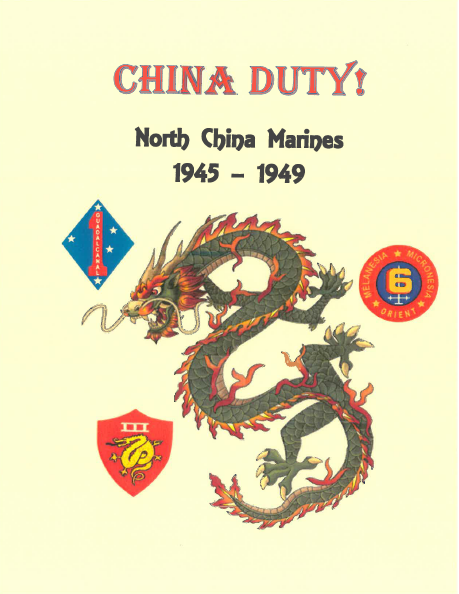 CHINA DUTY!
North China Marines
1945 – 1949
GUADALCANAL
MELANESIA MICRONESIA
6
ORIENT
III